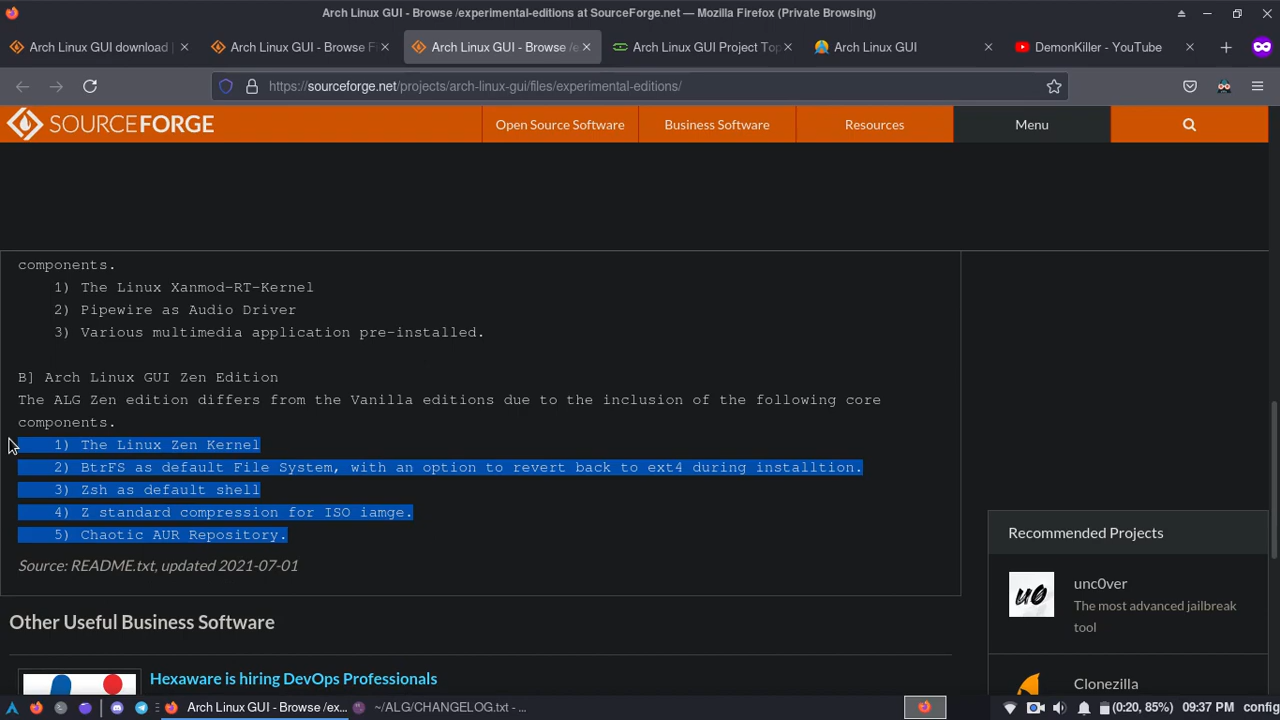 Arch Linux GUI - Browse /experimental-editions at SourceForge.net — Mozilla Firefox (Private Browsing)
Arch Linux GUI download |
Arch Linux GUI - Browse F
Arch Linux GUI - Browse /e
Arch Linux GUI Project Top
Arch Linux GUI
DemonKiller - YouTube
https://sourceforge.net/projects/arch-linux-gui/files/experimental-editions/
SOURCEFORGE
Open Source Software
Business Software
Resources
Menu
components.
1) The Linux Xanmod-RT-Kernel
2) Pipewire as Audio Driver
3) Various multimedia application pre-installed.
B] Arch Linux GUI Zen Edition
The ALG Zen edition differs from the Vanilla editions due to the inclusion of the following core
components.
1) The Linux Zen Kernel
2) BtrFS as default File System, with an option to revert back to ext4 during installtion.
3) Zsh as default shell
4) Z standard compression for ISO iamge.
5) Chaotic AUR Repository.
Source: README.txt, updated 2021-07-01
Other Useful Business Software
Hexaware is hiring DevOps Professionals
Recommended Projects
unc0ver
The most advanced jailbreak
tool
Clonezilla
Arch Linux GUI - Browse /ex...
~/ALG/CHANGELOG.txt - ...
(0:20, 85%)
09:37 PM
config